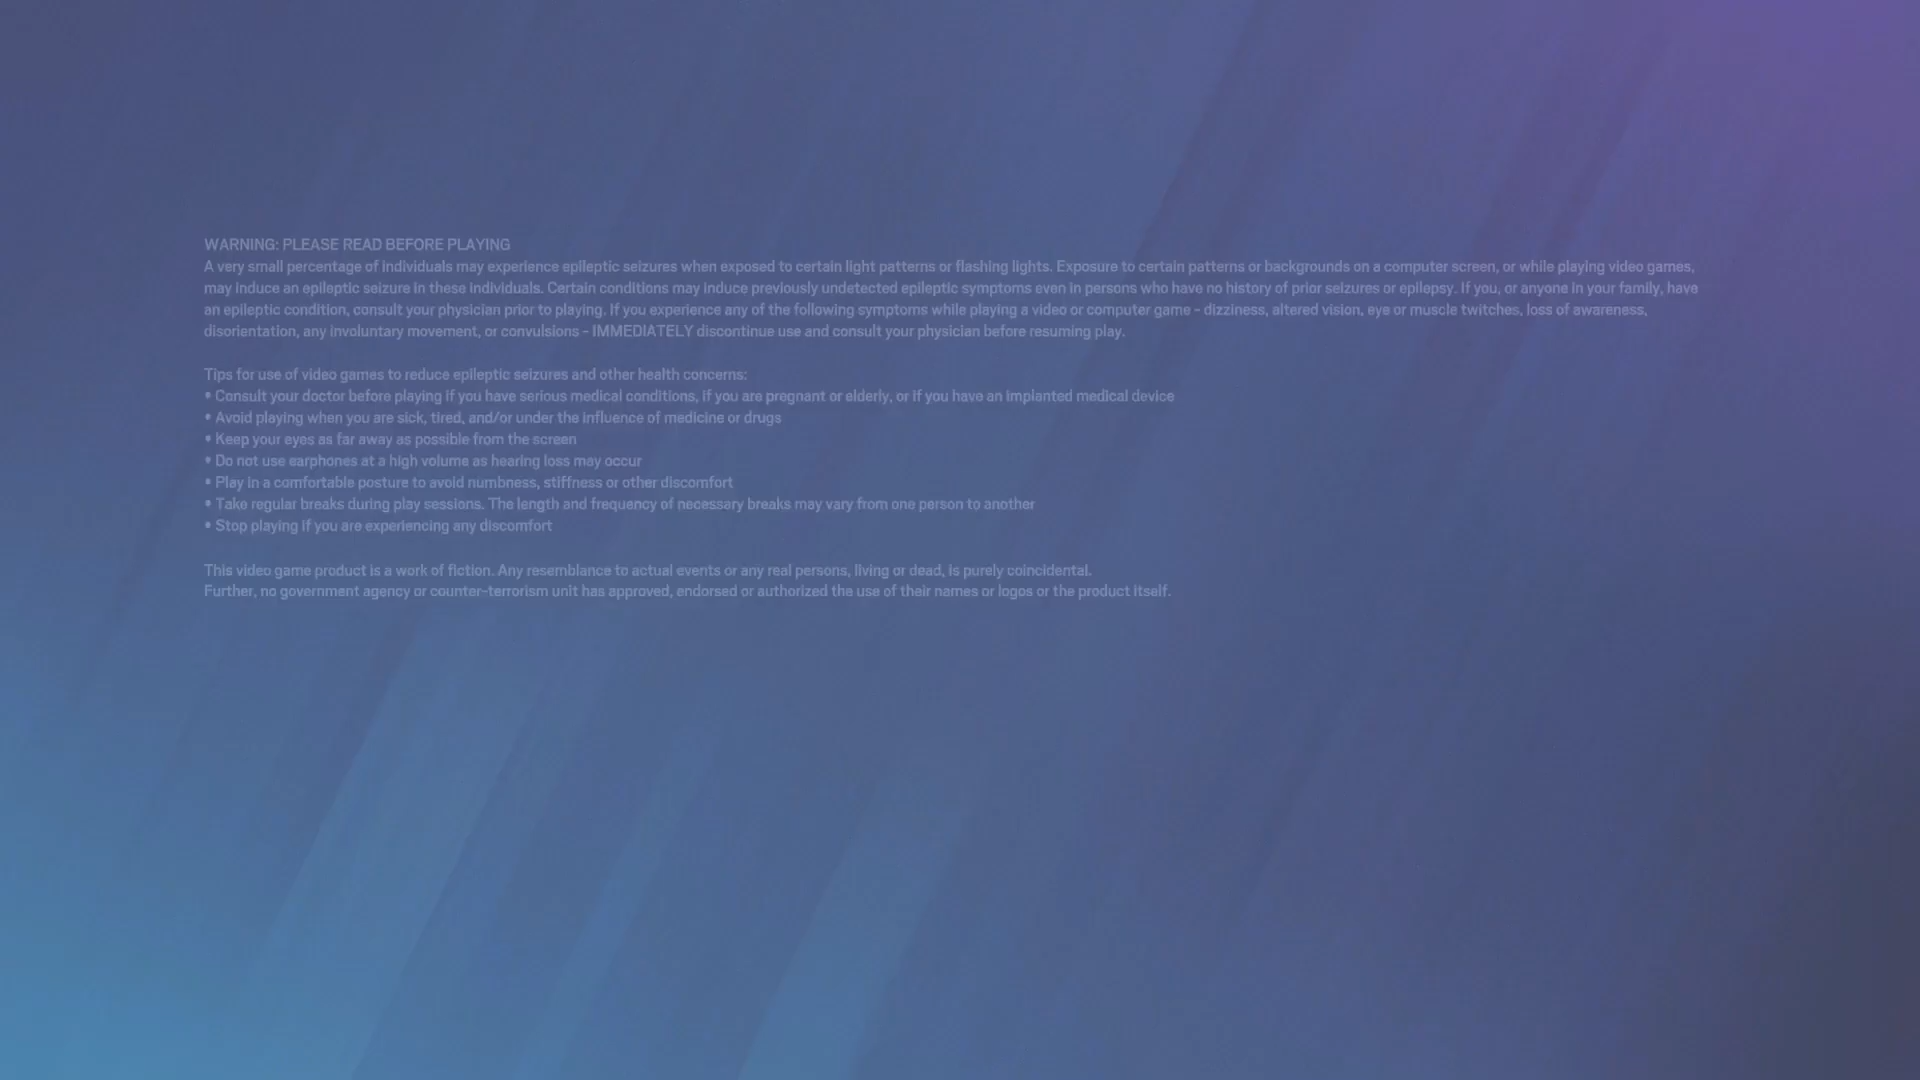 WARNING: PLEASE READ BEFORE PLAYING
A very small percentage of individuals may experience epileptic seizures when exposed to certain light patterns or flashing lights. Exposure to certain patterns or backgrounds on a computer screen, or while playing video games,
may induce an epileptic seizure in these individuals. Certain conditions may induce previously undetected epileptic symptoms even in persons who have no history of prior seizures or epilepsy. If you, or anyone in your family, have
an epileptic condition, consult your physician prior to playing. If you experience any of the following symptoms while playing a video or computer game - dizziness, altered vision, eye or muscle twitches, loss of awareness,
disorientation, any involuntary movement, or convulsions - IMMEDIATELY discontinue use and consult your physician before resuming play.
Tips for use of video games to reduce epileptic seizures and other health concerns:
• Consult your doctor before playing if you have serious medical conditions, if you are pregnant or elderly, or if you have an implanted medical device
• Avoid playing when you are sick, tired, and/or under the influence of medicine or drugs
• Keep your eyes as far away as possible from the screen
• Do not use earphones at a high volume as hearing loss may occur
• Play in a comfortable posture to avoid numbness, stiffness or other discomfort
• Take regular breaks during play sessions. The length and frequency of necessary breaks may vary from one person to another
• Stop playing if you are experiencing any discomfort
This video game product is a work of fiction. Any resemblance to actual events or any real persons, living or dead, is purely coincidental.
Further, no government agency or counter-terrorism unit has approved, endorsed or authorized the use of their names or logos or the product itself.